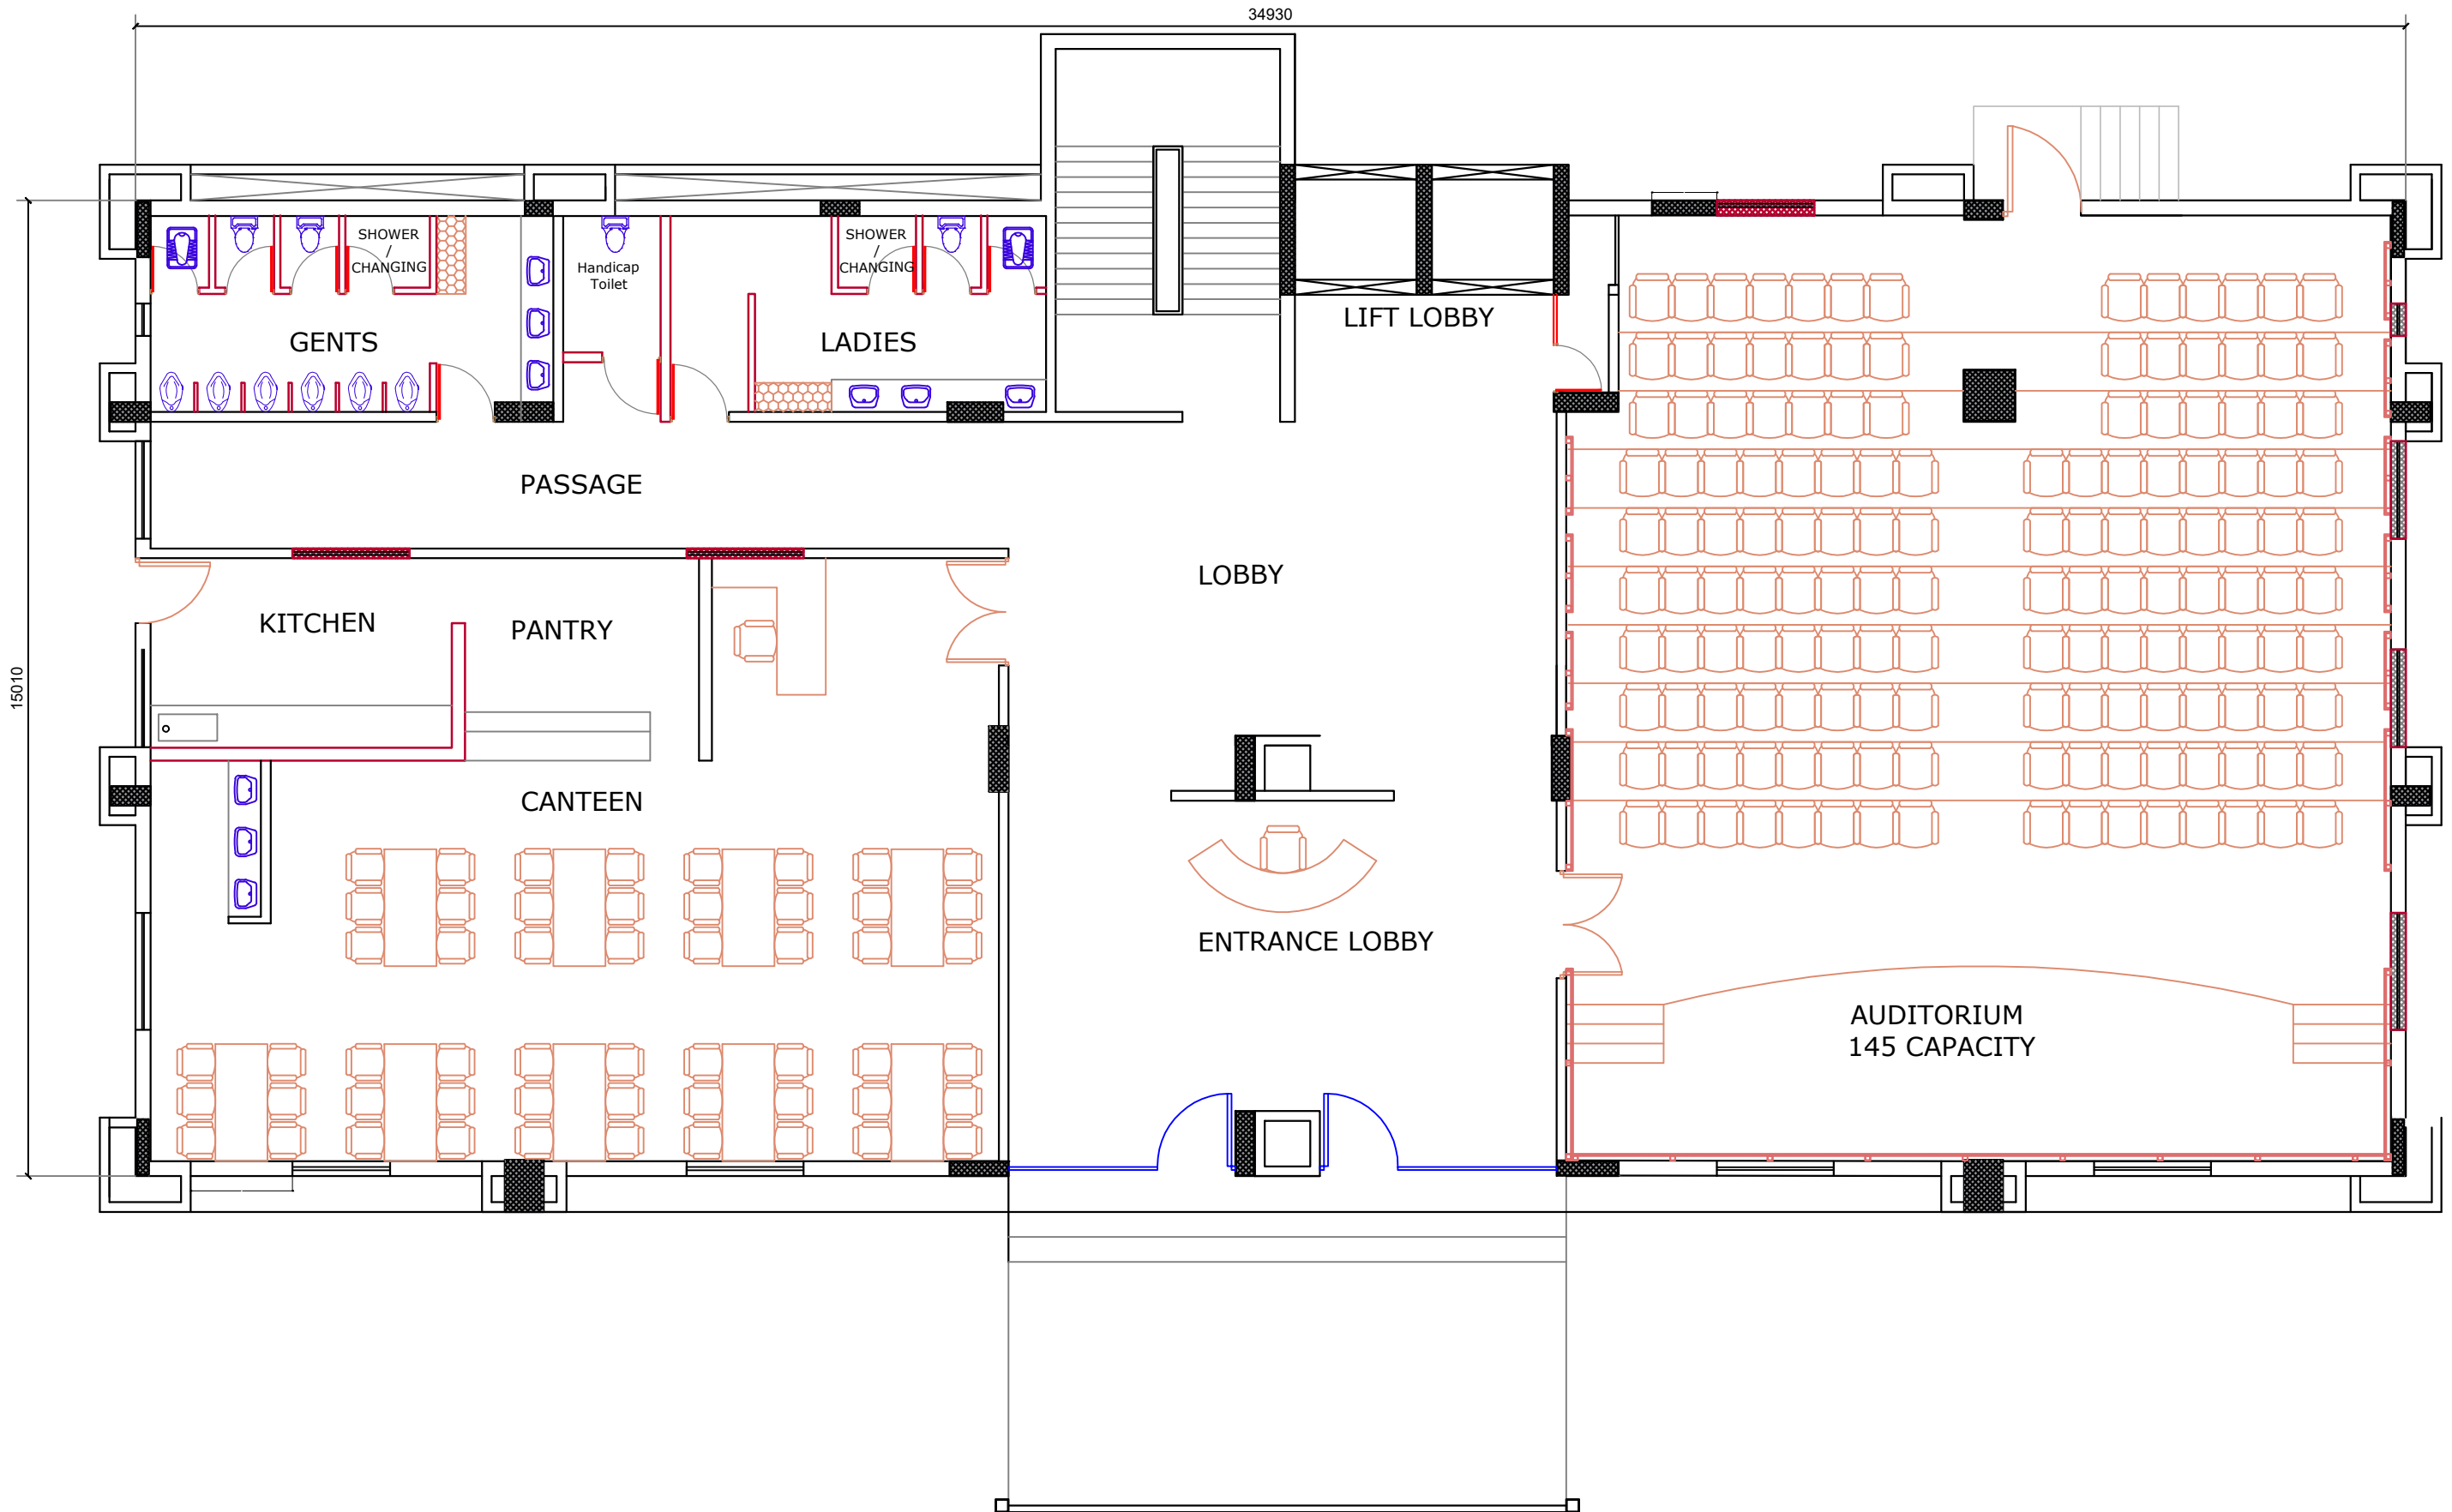 34930
SHOWER
/
CHANGING
Handicap
Toilet
SHOWER
/
CHANGING
LIFT LOBBY
GENTS
LADIES
PASSAGE
LOBBY
KITCHEN
PANTRY
15010
CANTEEN
ENTRANCE LOBBY
AUDITORIUM
145 CAPACITY